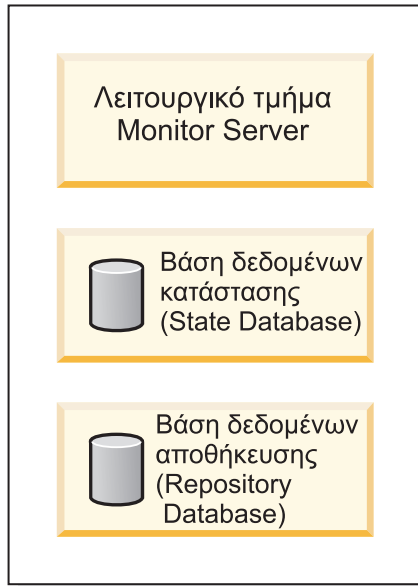 Λειτουργικό τμήμα
Monitor Server
Βάση δεδομένων
κατάστασης
(State Database)
Βάση δεδομένων
αποθήκευσης
(Repository
Database)